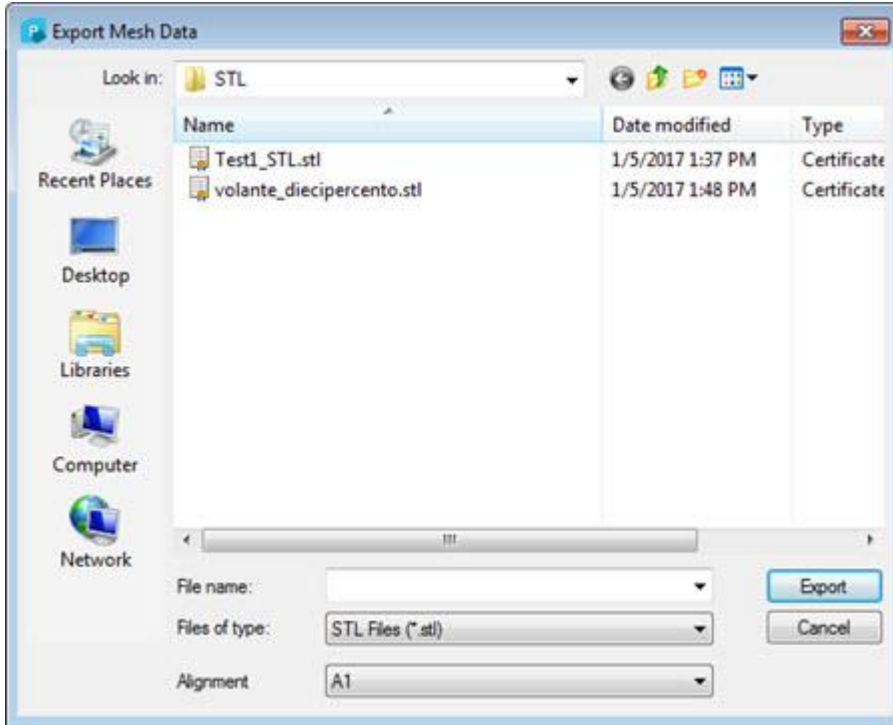 Export Mesh Data
Look in: STL
Name Date modified Type
Test1_STL.stl 1/5/2017 1:37 PM Certificate
volante_diecipercento.stl 1/5/2017 1:48 PM Certificate
Recent Places
Desktop
Libraries
Computer
Network
File name: Export
Files of type: STL Files (*.stl) Cancel
Alignment A1